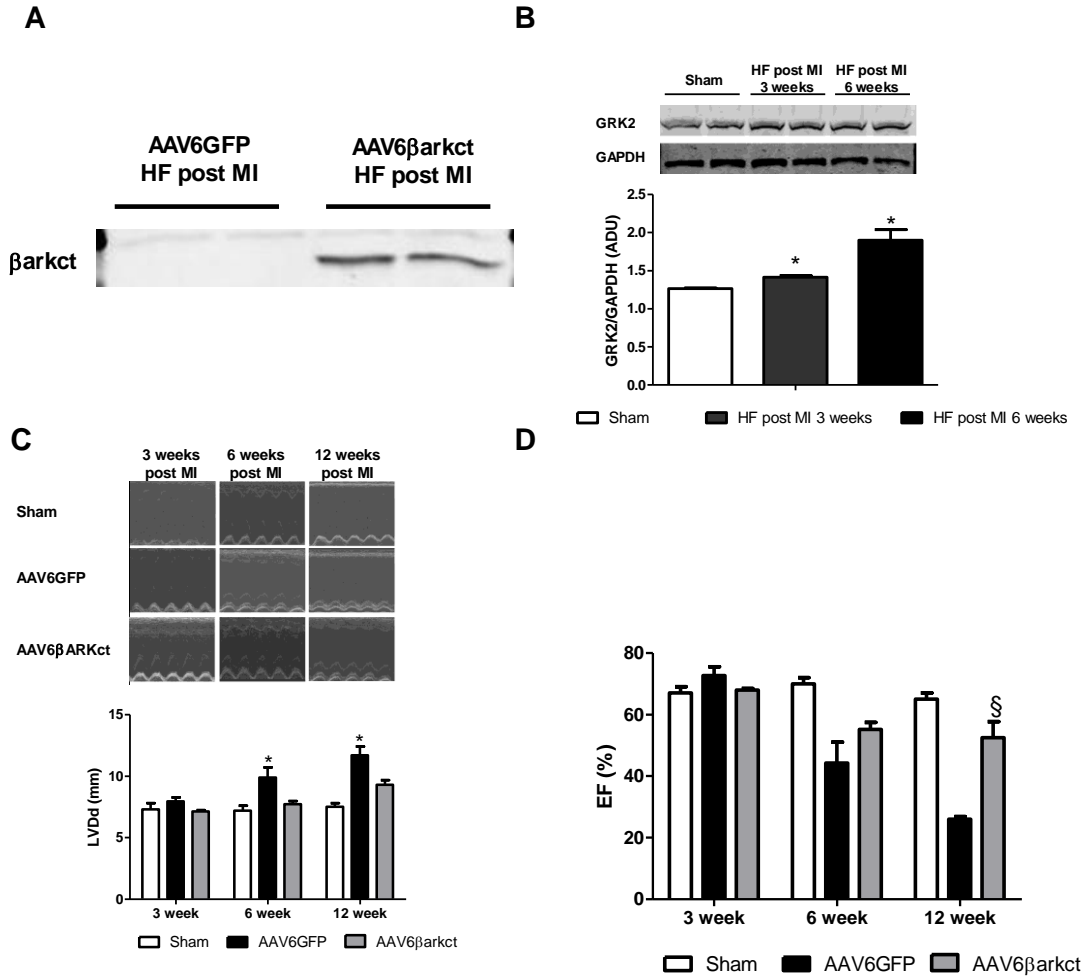 A
AAV6GFP
HF post MI
AAV6βarkct
HF post MI
βarkct
B
Sham
HF post MI
3 weeks
HF post MI
6 weeks
GRK2
GAPDH
GRK2/GAPDH (ADU)
2.5
2.0
1.5
1.0
0.5
0.0
*
*
Sham
HF post MI 3 weeks
HF post MI 6 weeks
C
3 weeks
post MI
6 weeks
post MI
12 weeks
post MI
Sham
AAV6GFP
AAV6βARKct
LVDd (mm)
15
10
5
0
*
*
3 week
6 week
12 week
Sham
AAV6GFP
AAV6βarkct
D
EF (%)
80
60
40
20
0
§
3 week
6 week
12 week
Sham
AAV6GFP
AAV6βarkct